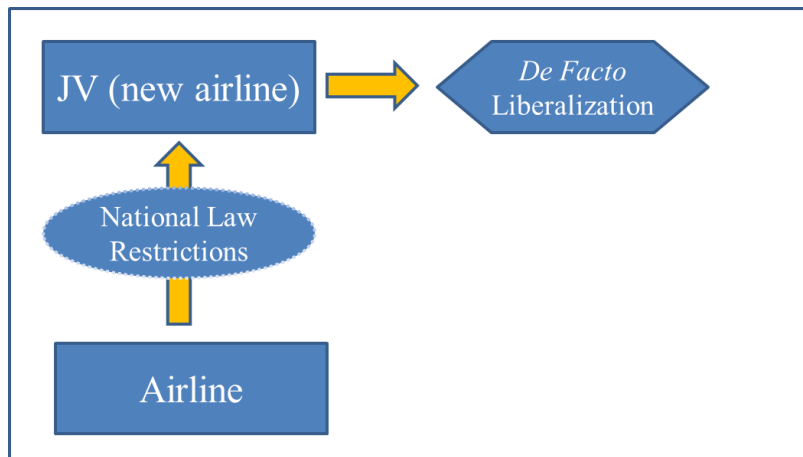 JV (new airline)
De Facto
Liberalization
National Law
Restrictions
Airline